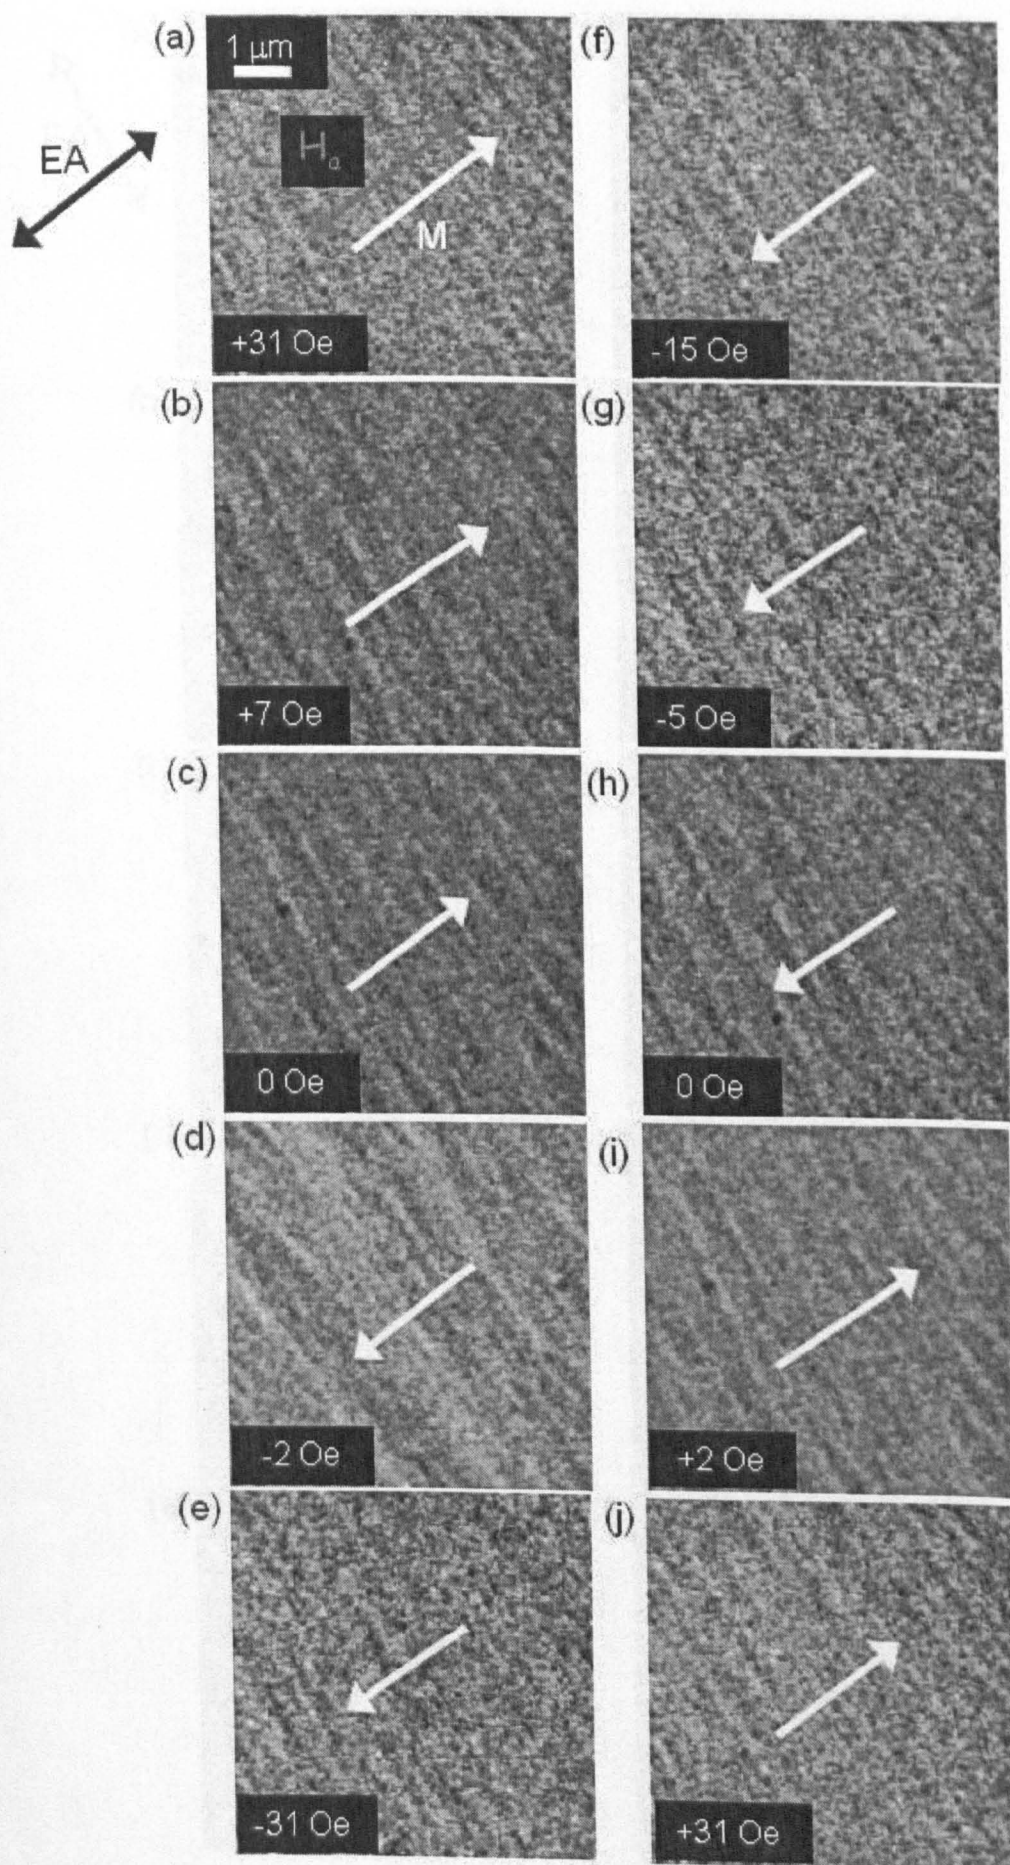 (a)
1 μm
EA
Hₐ
M
+31 Oe
(b)
+7 Oe
(c)
0 Oe
(d)
-2 Oe
(e)
-31 Oe
(f)
-15 Oe
(g)
-5 Oe
(h)
0 Oe
(i)
+2 Oe
(j)
+31 Oe